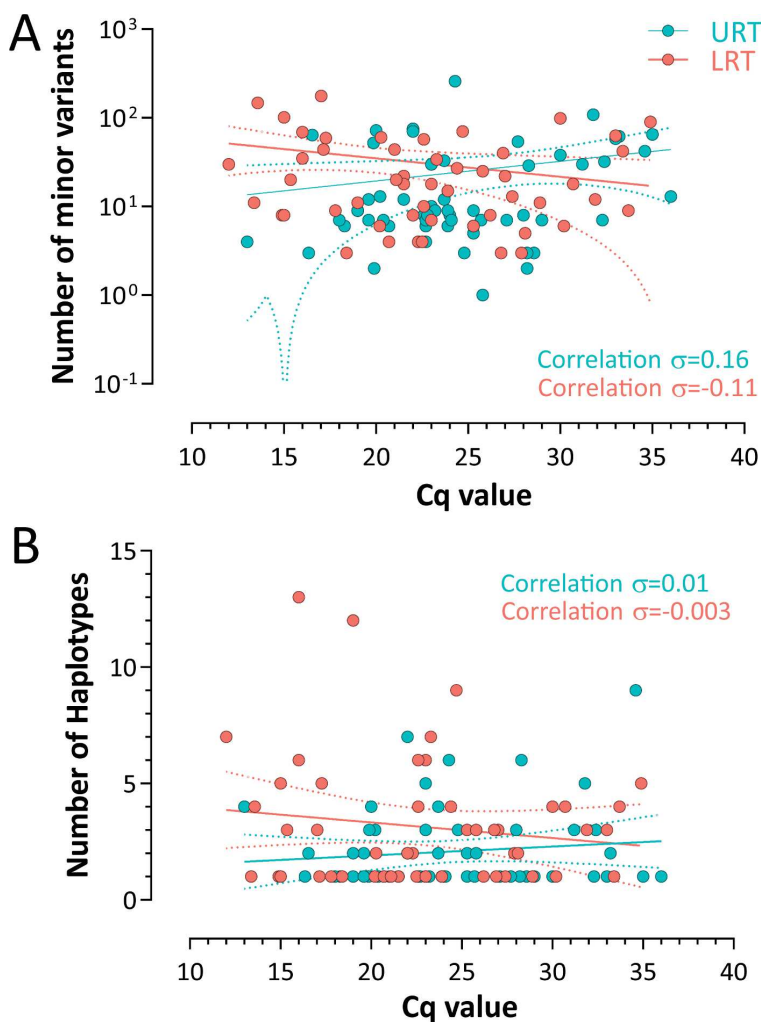 A
Number of minor variants
10³
10²
10¹
10⁰
10⁻¹
URT
LRT
Correlation σ=0.16
Correlation σ=-0.11
10 15 20 25 30 35 40
Cq value
B
Number of Haplotypes
15
10
5
0
Correlation σ=0.01
Correlation σ=-0.003
10 15 20 25 30 35 40
Cq value